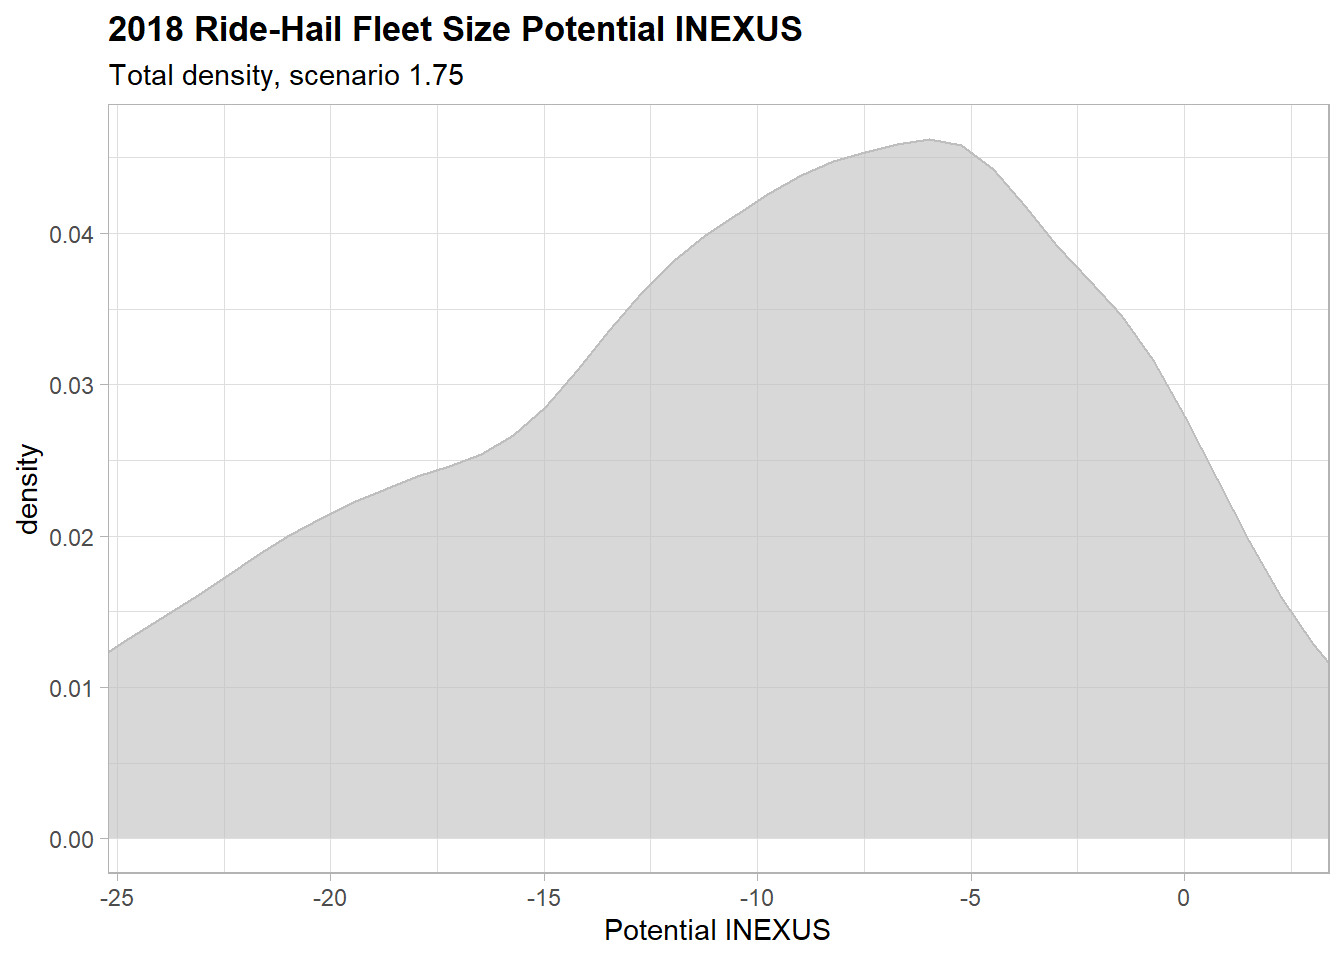 2018 Ride-Hail Fleet Size Potential INEXUS
Total density, scenario 1.75
density
0.04
0.03
0.02
0.01
0.00
-25 -20 -15 -10 -5 0
Potential INEXUS